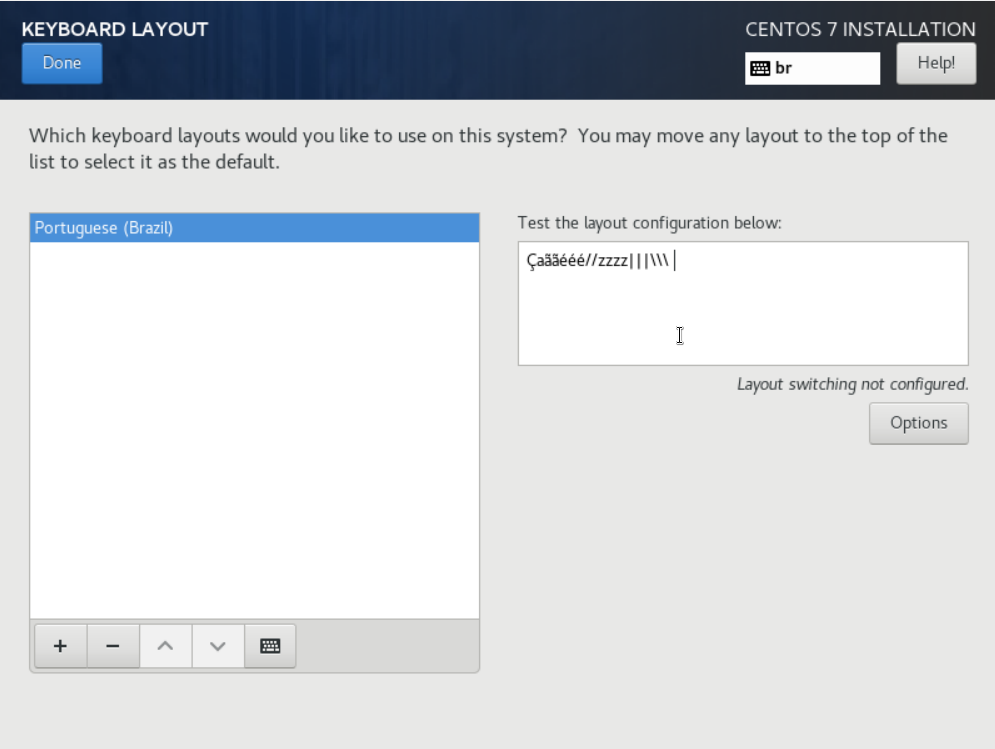 KEYBOARD LAYOUT
CENTOS 7 INSTALLATION
Done
br
Help!
Which keyboard layouts would you like to use on this system?  You may move any layout to the top of the
list to select it as the default.
Portuguese (Brazil)
Test the layout configuration below:
Çaããééé//zzzz|||\\\
Layout switching not configured.
Options